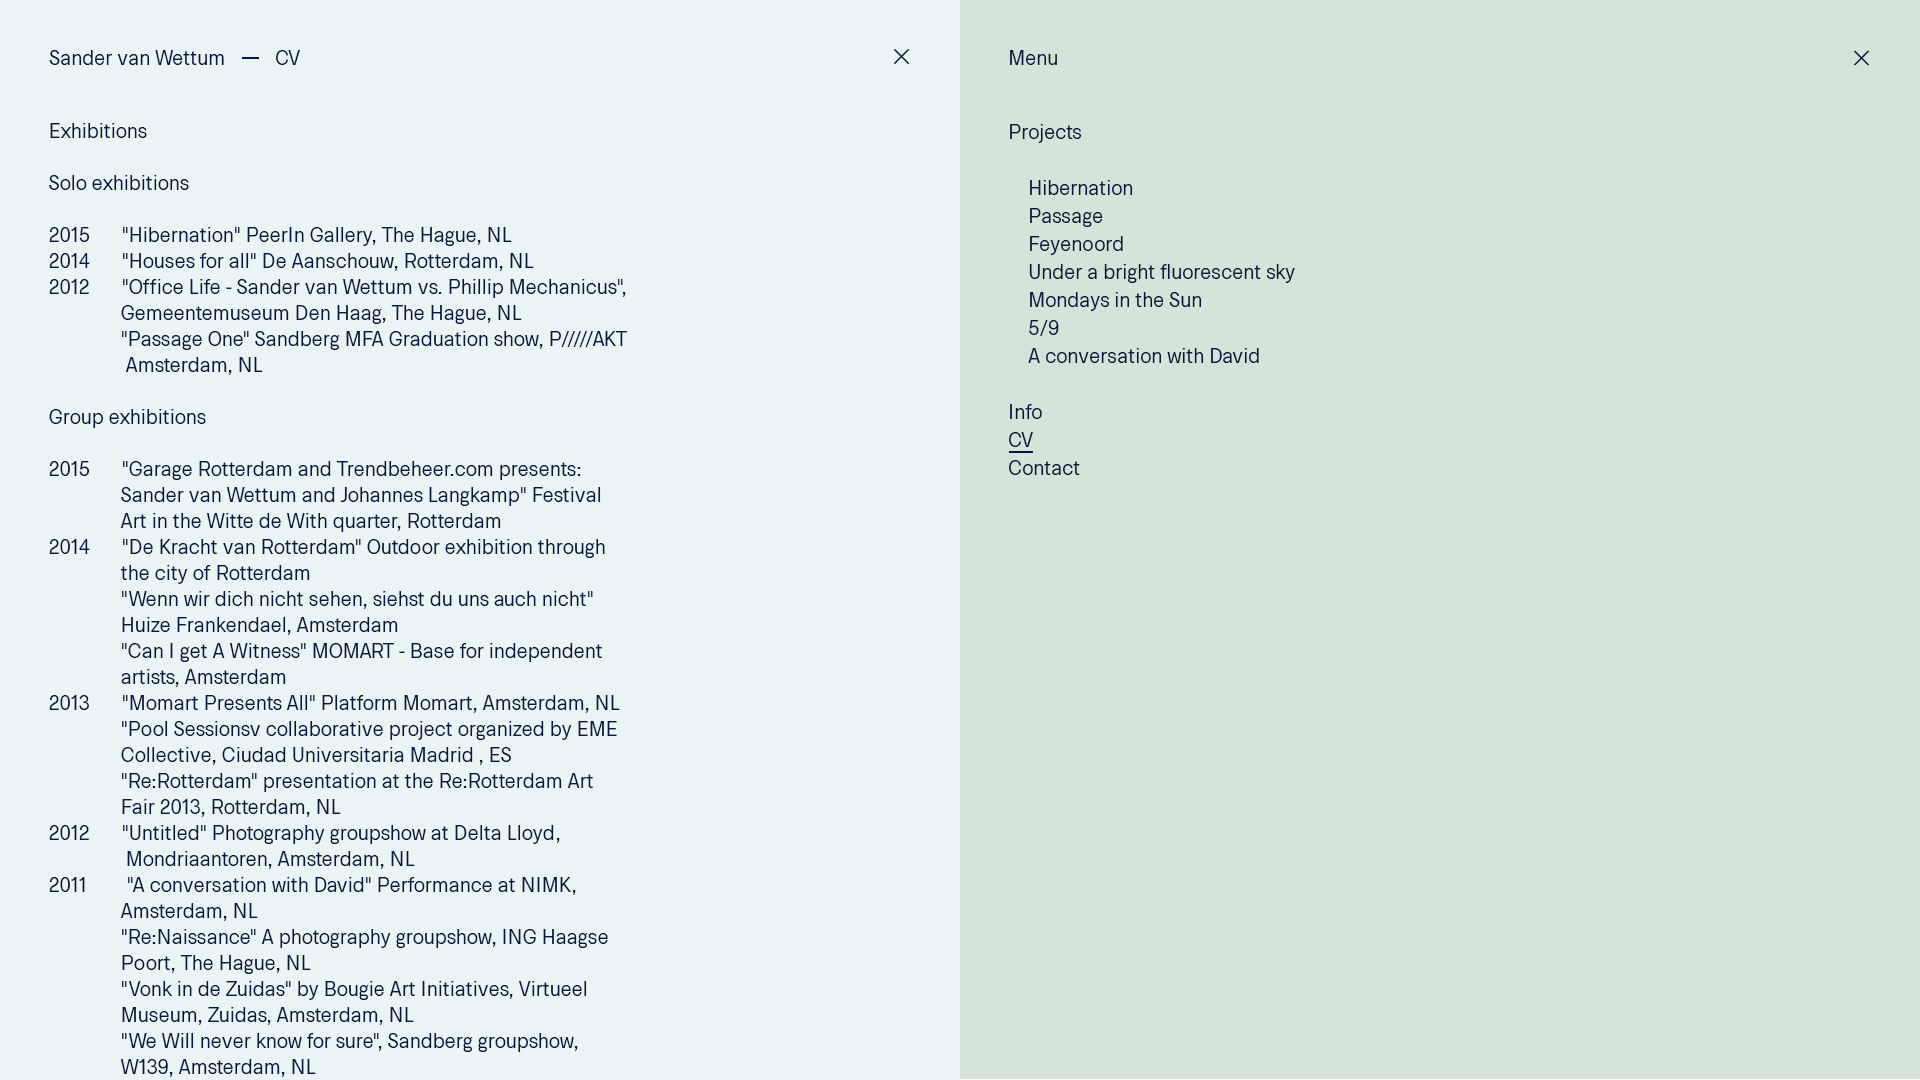 Sander van Wettum — CV
Exhibitions
Solo exhibitions
2015 "Hibernation" PeerIn Gallery, The Hague, NL
2014 "Houses for all" De Aanschouw, Rotterdam, NL
2012 "Office Life - Sander van Wettum vs. Phillip Mechanicus",
Gemeentemuseum Den Haag, The Hague, NL
"Passage One" Sandberg MFA Graduation show, P/////AKT
Amsterdam, NL
Group exhibitions
2015 "Garage Rotterdam and Trendbeheer.com presents:
Sander van Wettum and Johannes Langkamp" Festival
Art in the Witte de With quarter, Rotterdam
2014 "De Kracht van Rotterdam" Outdoor exhibition through
the city of Rotterdam
"Wenn wir dich nicht sehen, siehst du uns auch nicht"
Huize Frankendael, Amsterdam
"Can I get A Witness" MOMART - Base for independent
artists, Amsterdam
2013 "Momart Presents All" Platform Momart, Amsterdam, NL
"Pool Sessionsv collaborative project organized by EME
Collective, Ciudad Universitaria Madrid , ES
"Re:Rotterdam" presentation at the Re:Rotterdam Art
Fair 2013, Rotterdam, NL
2012 "Untitled" Photography groupshow at Delta Lloyd,
Mondriaantoren, Amsterdam, NL
2011 "A conversation with David" Performance at NIMK,
Amsterdam, NL
"Re:Naissance" A photography groupshow, ING Haagse
Poort, The Hague, NL
"Vonk in de Zuidas" by Bougie Art Initiatives, Virtueel
Museum, Zuidas, Amsterdam, NL
"We Will never know for sure", Sandberg groupshow,
W139, Amsterdam, NL
Menu
Projects
Hibernation
Passage
Feyenoord
Under a bright fluorescent sky
Mondays in the Sun
5/9
A conversation with David
Info
CV
Contact